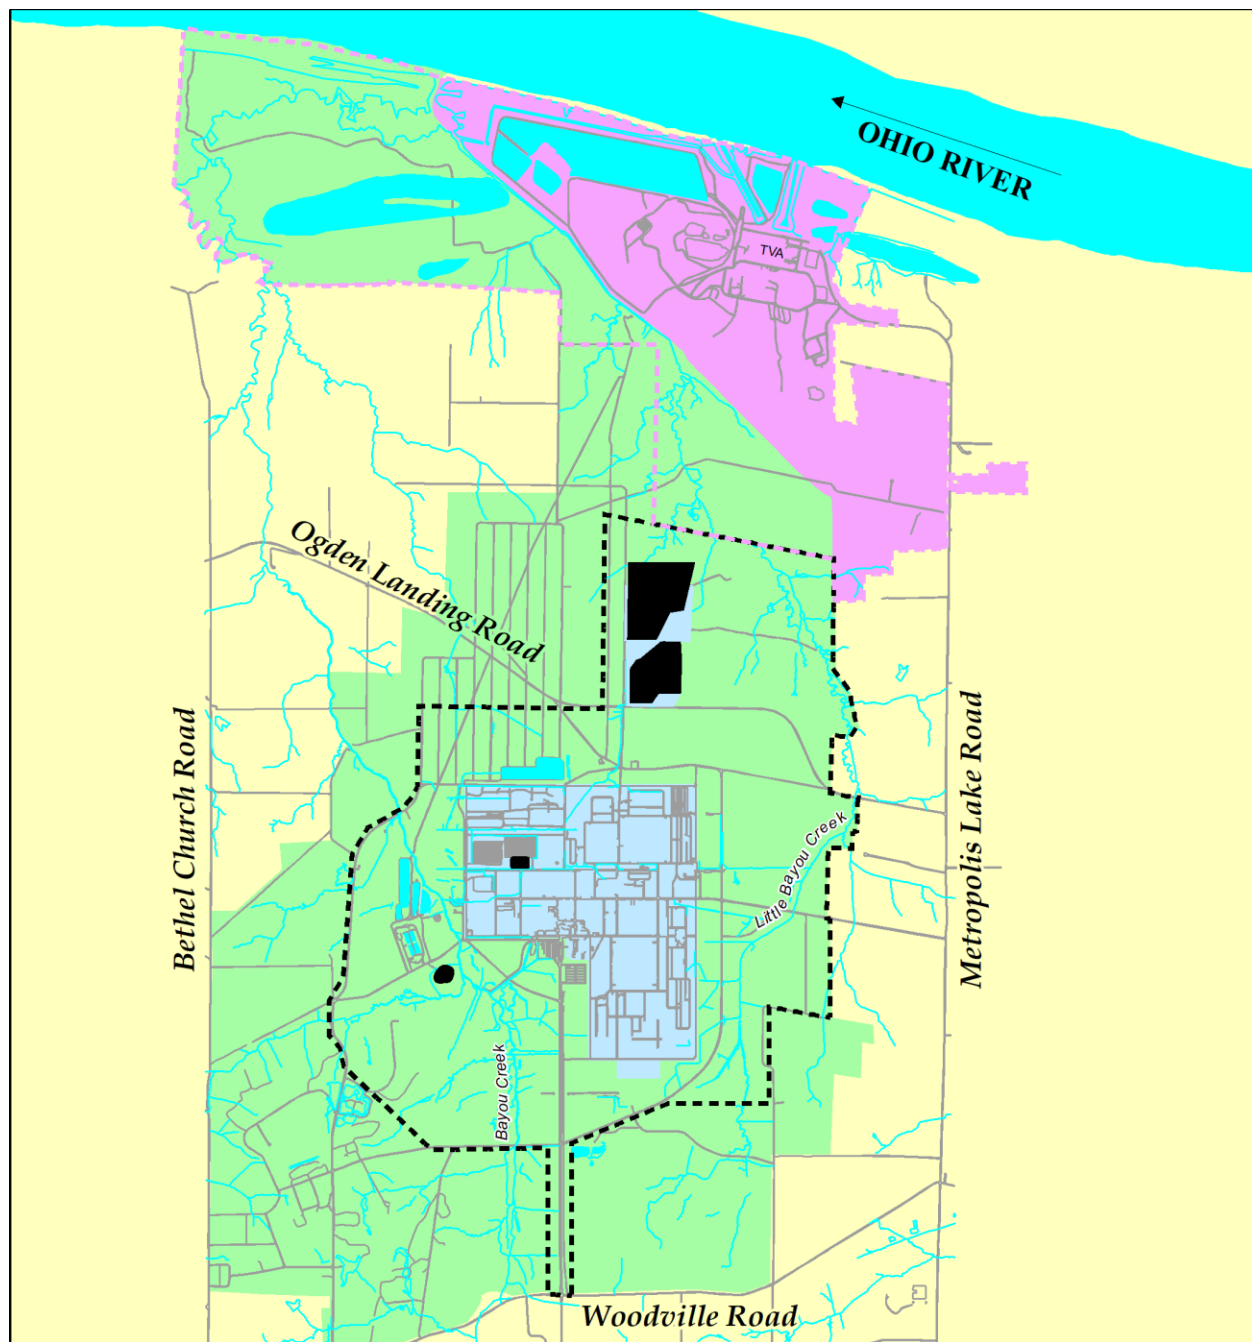 OHIO RIVER
TVA
Ogden Landing Road
Bethel Church Road
Metropolis Lake Road
Little Bayou Creek
Bayou Creek
Woodville Road